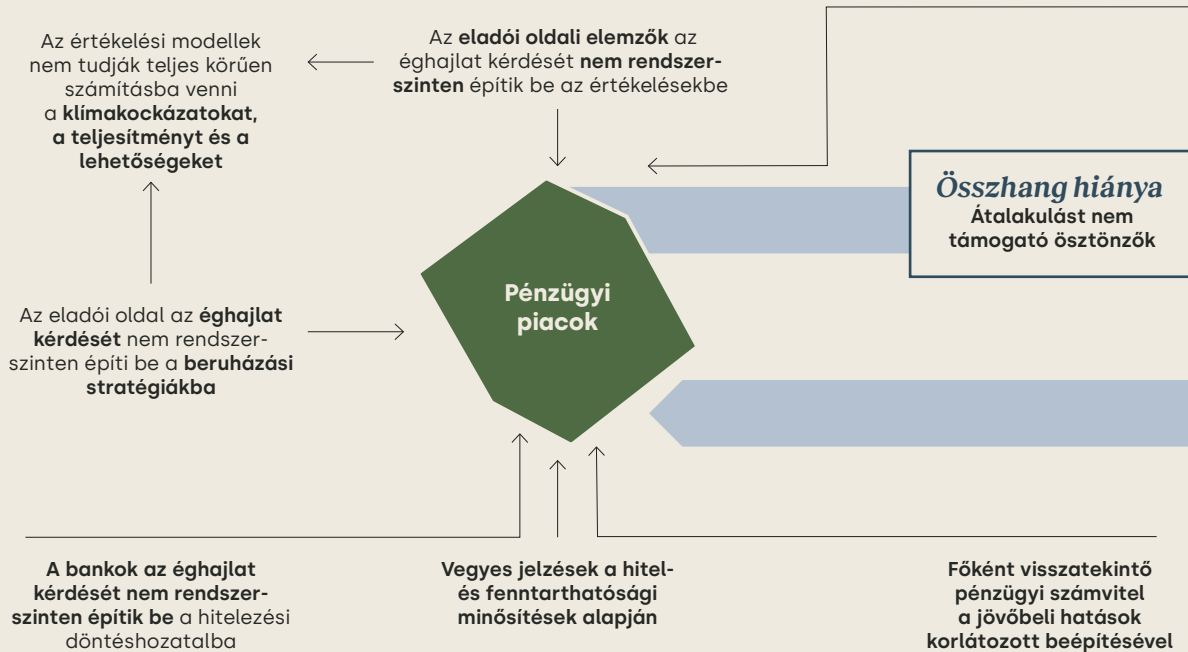 Az értékelési modellek
nem tudják teljes körűen
számításba venni
a klímakockázatokat,
a teljesítményt és a
lehetőségeket
Az eladói oldali elemzők az
éghajlat kérdését nem rendszer-
szinten építik be az értékelésekbe
Összhang hiánya
Átalakulást nem
támogató ösztönzők
Pénzügyi
piacok
Az eladói oldal az éghajlat
kérdését nem rendszer-
szinten építi be a beruházási
stratégiákba
A bankok az éghajlat
kérdését nem rendszer-
szinten építik be a hitelezési
döntéshozatalba
Vegyes jelzések a hitel-
és fenntarthatósági
minősítések alapján
Főként visszatekintő
pénzügyi számvitel
a jövőbeli hatások
korlátozott beépítésével